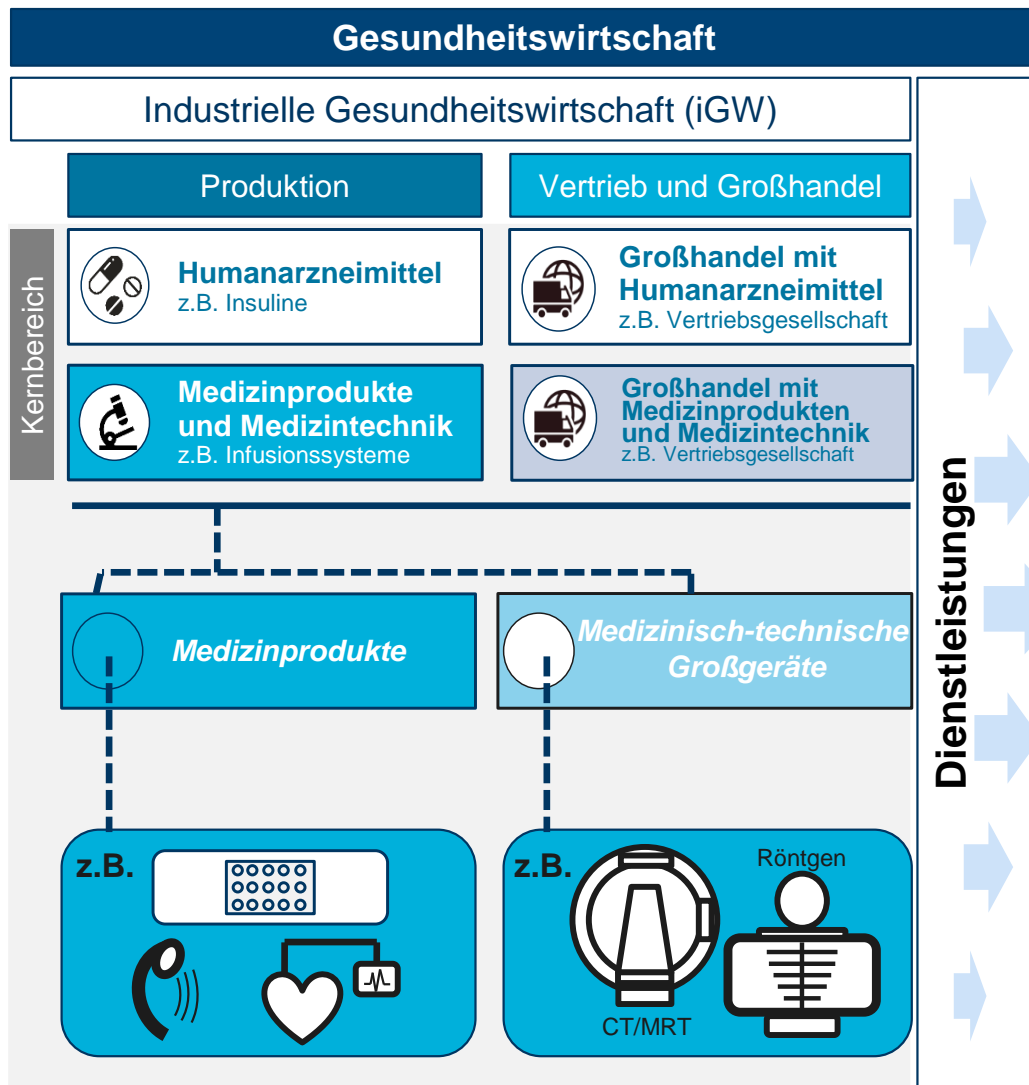 Gesundheitswirtschaft
Industrielle Gesundheitswirtschaft (iGW)
Produktion
Vertrieb und Großhandel
Kernbereich
Humanarzneimittel
z.B. Insuline
Großhandel mit
Humanarzneimittel
z.B. Vertriebsgesellschaft
Medizinprodukte
und Medizintechnik
z.B. Infusionssysteme
Großhandel mit
Medizinprodukten
und Medizintechnik
z.B. Vertriebsgesellschaft
Dienstleistungen
Medizinprodukte
Medizinisch-technische
Großgeräte
z.B.
z.B.
Röntgen
CT/MRT